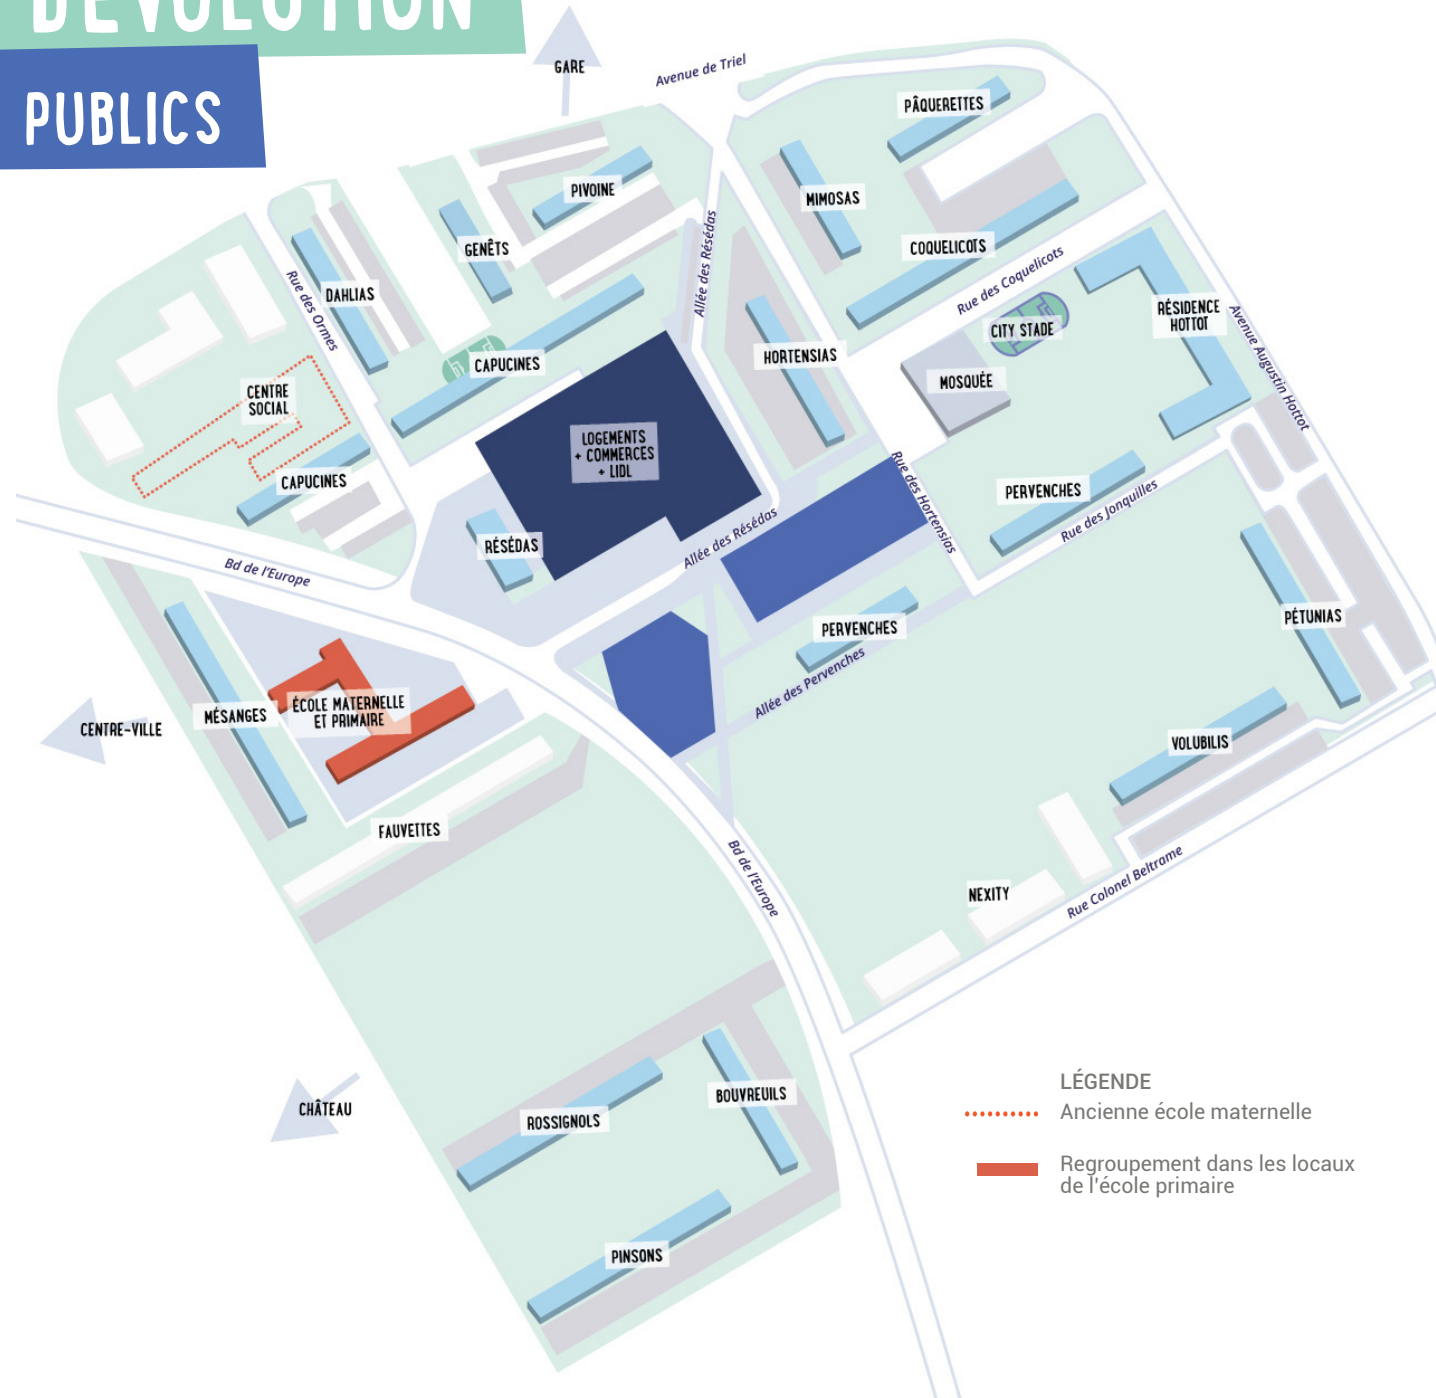 D'ÉVOLUTION
PUBLICS
GARE
Avenue de Triel
PÂQUERETTES
PIVOINE
MIMOSAS
GENÊTS
COQUELICOTS
Allée des Résédas
Rue des Coquelicots
DAHLIAS
Rue des Ormes
RÉSIDENCE
HOTTOT
CITY STADE
Avenue Augustin Hottot
HORTENSIAS
CAPUCINES
MOSQUÉE
CENTRE
SOCIAL
LOGEMENTS
+ COMMERCES
+ LIDL
CAPUCINES
PERVENCHES
Rue des Hortensias
Rue des Jonquilles
RÉSÉDAS
Allée des Résédas
Bd de l'Europe
PÉTUNIAS
PERVENCHES
Allée des Pervenches
CENTRE-VILLE
MÉSANGES
ÉCOLE MATERNELLE
ET PRIMAIRE
VOLUBILIS
FAUVETTES
Bd de l'Europe
NEXITY
Rue Colonel Beltrame
CHÂTEAU
ROSSIGNOLS
BOUVREUILS
PINSONS
LÉGENDE
Ancienne école maternelle
Regroupement dans les locaux
de l'école primaire